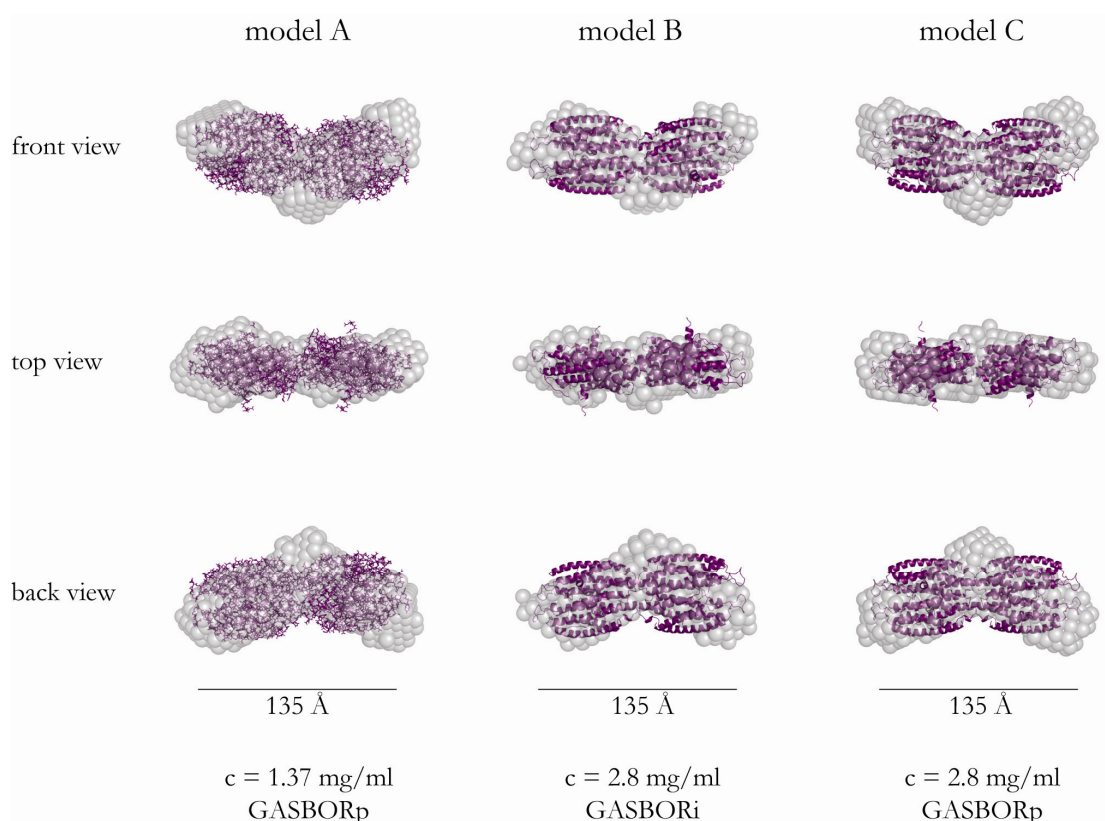 model A model B model C
front view
top view
back view
135 Å 135 Å 135 Å
c = 1.37 mg/ml c = 2.8 mg/ml c = 2.8 mg/ml
GASBORp GASBORi GASBORp